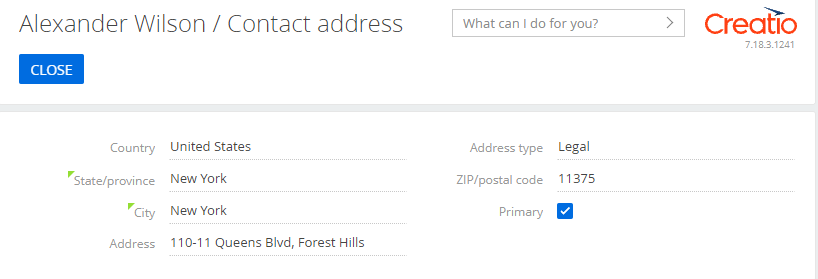 Alexander Wilson / Contact address
What can I do for you?
Creatio
7.18.3.1241
CLOSE
Country United States
Address type Legal
State/province New York
ZIP/postal code 11375
City New York
Primary
Address 110-11 Queens Blvd, Forest Hills